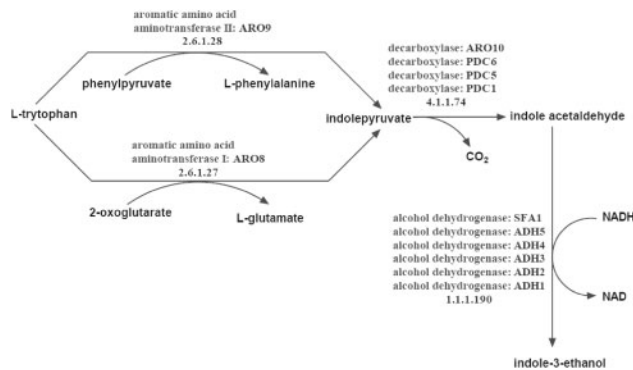 aromatic amino acid
aminotransferase II: ARO9
2.6.1.28
phenylpyruvate
L-phenylalanine
decarboxylase: ARO10
decarboxylase: PDC6
decarboxylase: PDC5
decarboxylase: PDC1
4.1.1.74
L-trytophan
indolepyruvate
indole acetaldehyde
CO2
aromatic amino acid
aminotransferase I: ARO8
2.6.1.27
2-oxoglutarate
L-glutamate
alcohol dehydrogenase: SFA1
alcohol dehydrogenase: ADH5
alcohol dehydrogenase: ADH4
alcohol dehydrogenase: ADH3
alcohol dehydrogenase: ADH2
alcohol dehydrogenase: ADH1
1.1.1.190
NADH
NAD
indole-3-ethanol